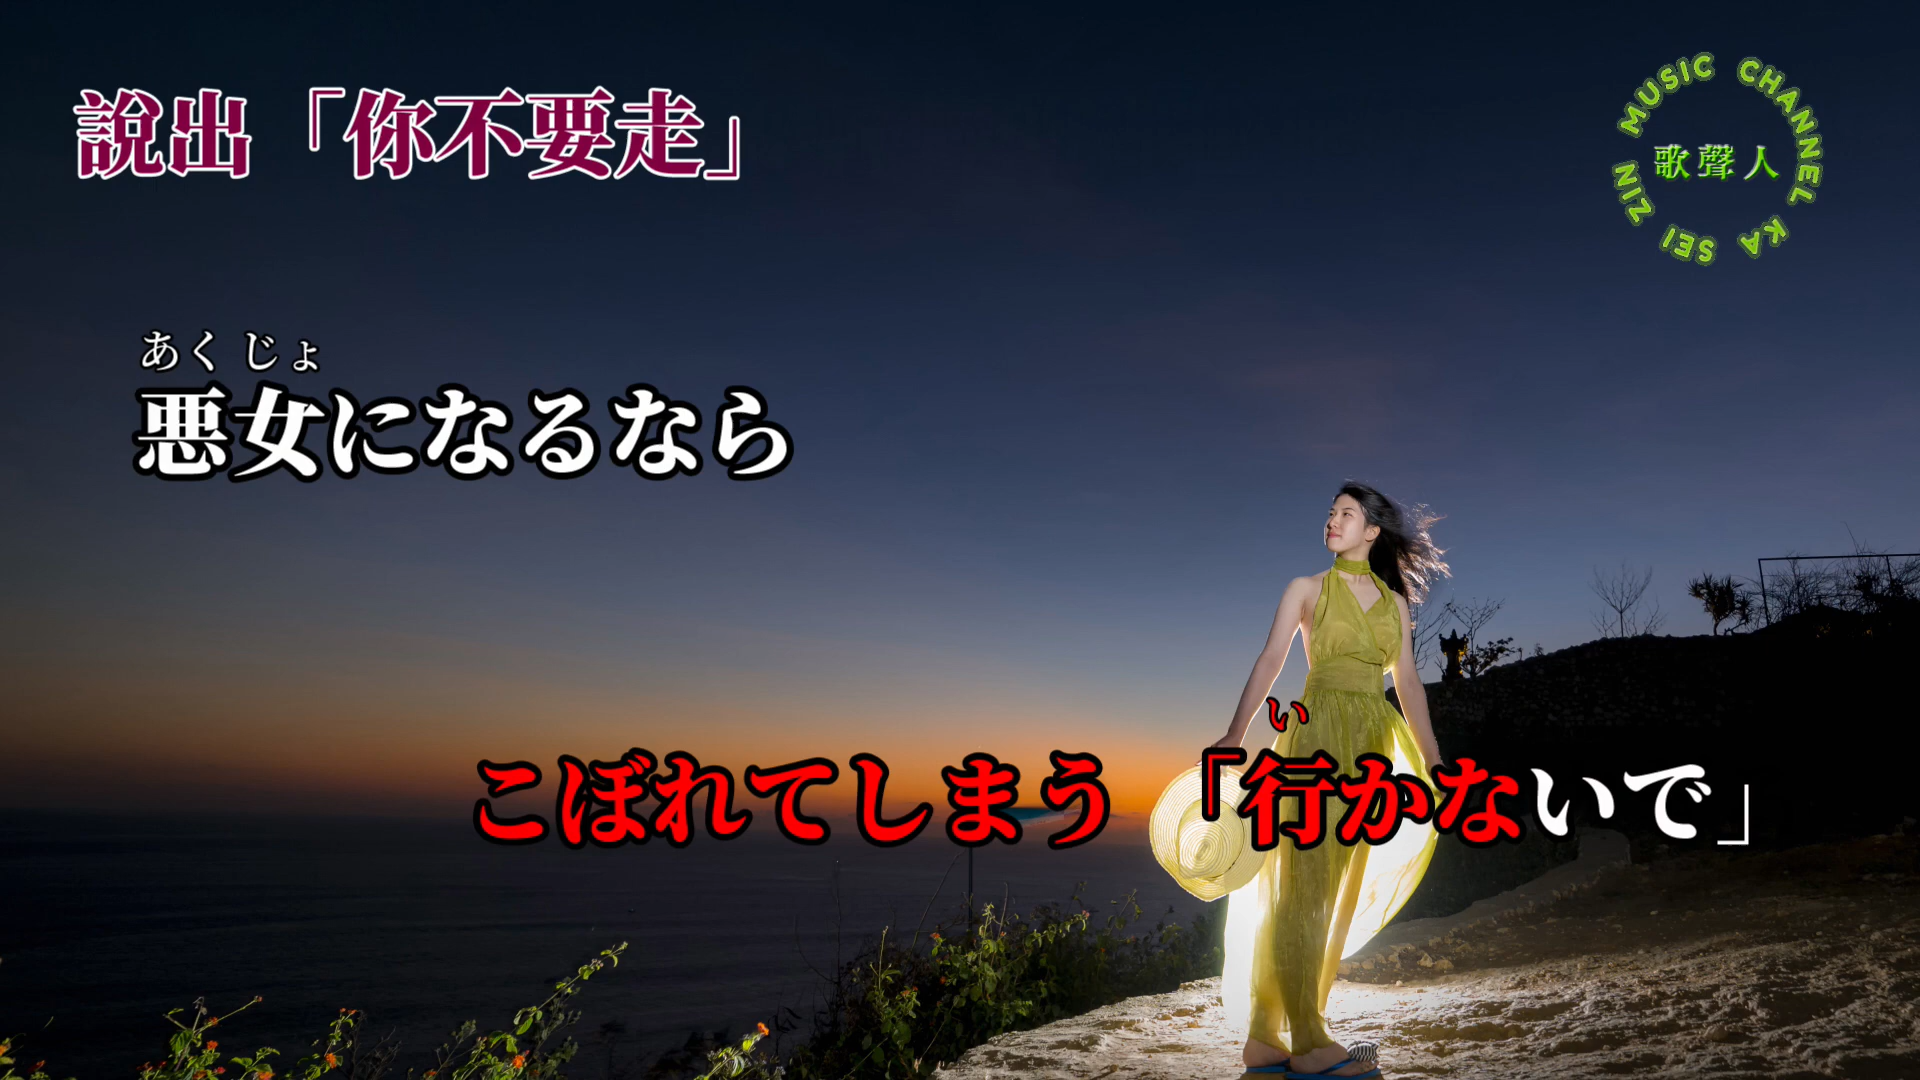 說出「你不要走」
MUSIC CHANNEL KA SEI ZIN
歌聲人
あくじょ
悪女になるなら
い
こぼれてしまう「行かないで」